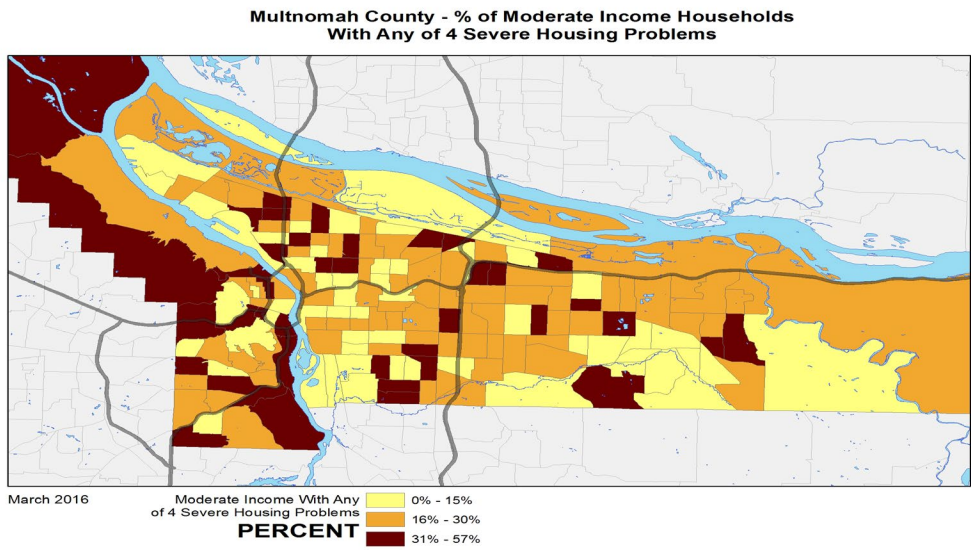 Multnomah County - % of Moderate Income Households
With Any of 4 Severe Housing Problems
March 2016
Moderate Income With Any
of 4 Severe Housing Problems
PERCENT
0% - 15%
16% - 30%
31% - 57%